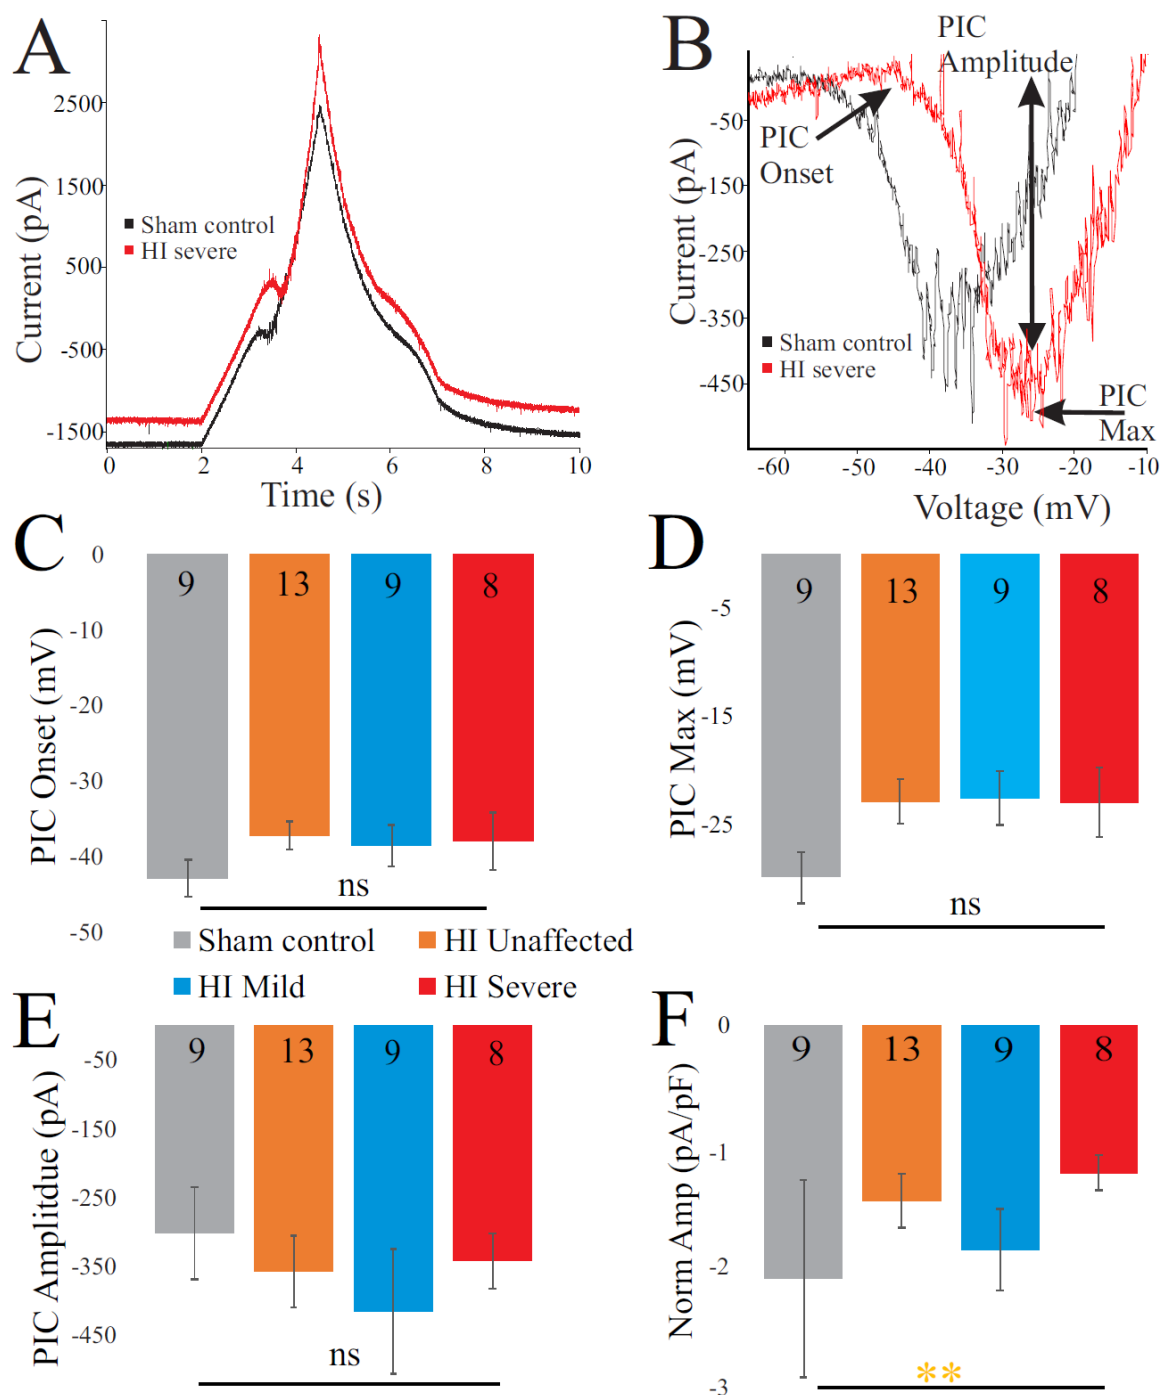 A
Current (pA)
2500
1500
500
-500
-1500
Sham control
HI severe
0 2 4 6 8 10
Time (s)
B
PIC
Amplitude
PIC
Onset
Current (pA)
-50
-150
-250
-350
-450
Sham control
HI severe
PIC
Max
-60 -50 -40 -30 -20 -10
Voltage (mV)
C
PIC Onset (mV)
0
-10
-20
-30
-40
-50
9 13 9 8
ns
D
PIC Max (mV)
-5
-15
-25
9 13 9 8
ns
Sham control HI Unaffected
HI Mild HI Severe
E
PIC Amplitdue (pA)
-50
-150
-250
-350
-450
9 13 9 8
ns
F
Norm Amp (pA/pF)
0
-1
-2
-3
9 13 9 8
**